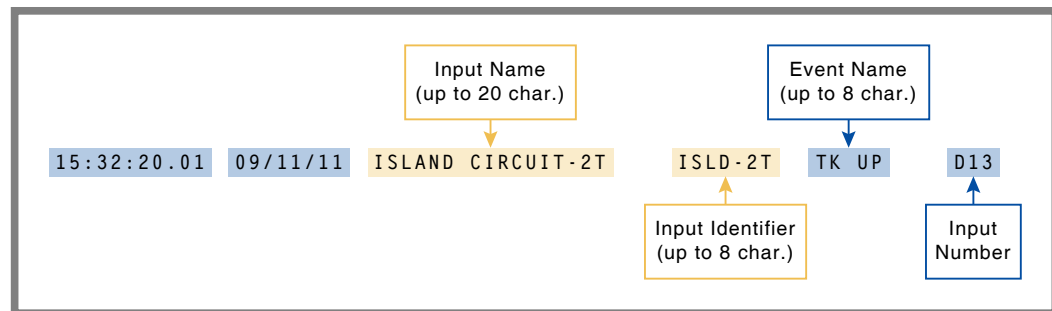 Input Name
(up to 20 char.)
Event Name
(up to 8 char.)
15:32:20.01 09/11/11 ISLAND CIRCUIT-2T ISLD-2T TK UP D13
Input Identifier
(up to 8 char.)
Input
Number